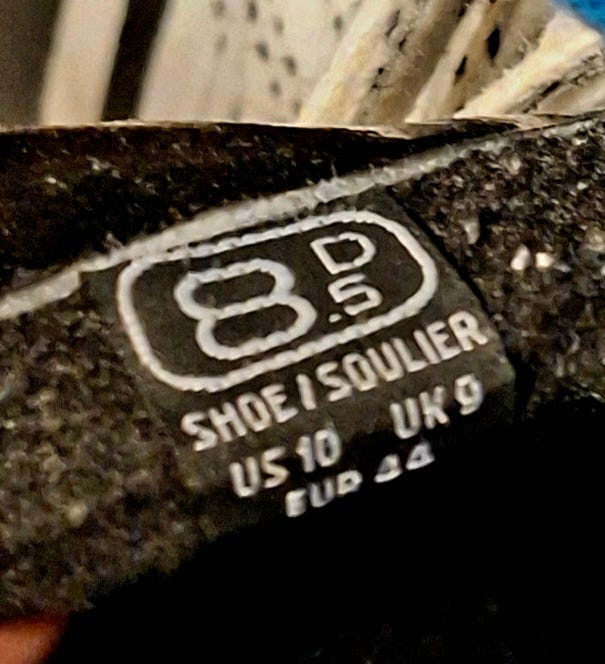 8 D
.5
SHOE / SOULIER
US 10 UK 9
EUR 44